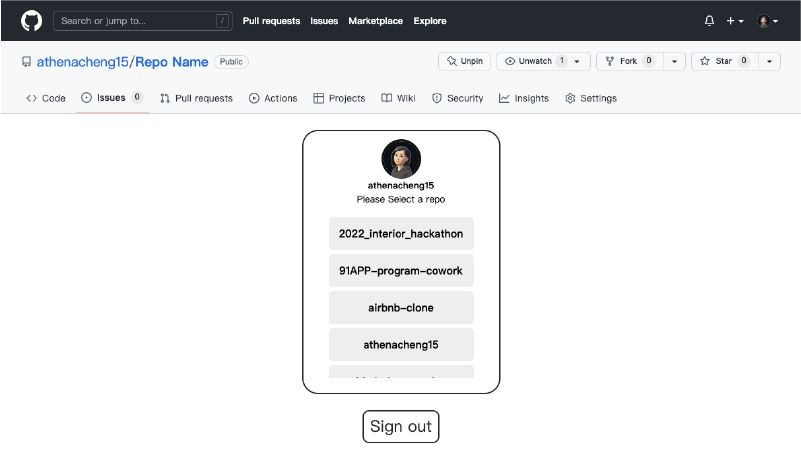 Search or jump to... /
Pull requests Issues Marketplace Explore
athenacheng15/Repo Name Public
Unpin Unwatch 1 Fork 0 Star 0
Code Issues 0 Pull requests Actions Projects Wiki Security Insights Settings
athenacheng15
Please Select a repo
2022_interior_hackathon
91APP-program-cowork
airbnb-clone
athenacheng15
Sign out